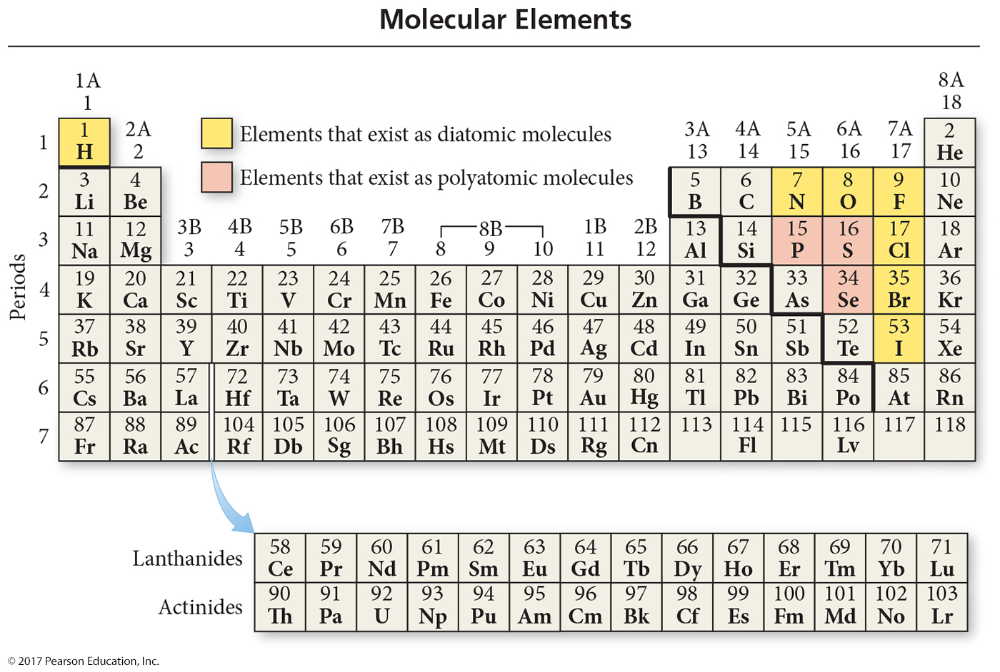 Molecular Elements
1A
1
8A
18
1
H
2A
2
Elements that exist as diatomic molecules
3A 4A 5A 6A 7A
13 14 15 16 17
2
He
1
Elements that exist as polyatomic molecules
3 4 5 6 7 8 9 10
2 Li Be B C N O F Ne
3B 4B 5B 6B 7B 8B 1B 2B
3 4 5 6 7 8 9 10 11 12
11 12 13 14 15 16 17 18
3 Na Mg Al Si P S Cl Ar
Periods
19 20 21 22 23 24 25 26 27 28 29 30 31 32 33 34 35 36
4 K Ca Sc Ti V Cr Mn Fe Co Ni Cu Zn Ga Ge As Se Br Kr
37 38 39 40 41 42 43 44 45 46 47 48 49 50 51 52 53 54
5 Rb Sr Y Zr Nb Mo Tc Ru Rh Pd Ag Cd In Sn Sb Te I Xe
55 56 57 72 73 74 75 76 77 78 79 80 81 82 83 84 85 86
6 Cs Ba La Hf Ta W Re Os Ir Pt Au Hg Tl Pb Bi Po At Rn
87 88 89 104 105 106 107 108 109 110 111 112 113 114 115 116 117 118
7 Fr Ra Ac Rf Db Sg Bh Hs Mt Ds Rg Cn Fl Lv
58 59 60 61 62 63 64 65 66 67 68 69 70 71
Lanthanides Ce Pr Nd Pm Sm Eu Gd Tb Dy Ho Er Tm Yb Lu
90 91 92 93 94 95 96 97 98 99 100 101 102 103
Actinides Th Pa U Np Pu Am Cm Bk Cf Es Fm Md No Lr
© 2017 Pearson Education, Inc.